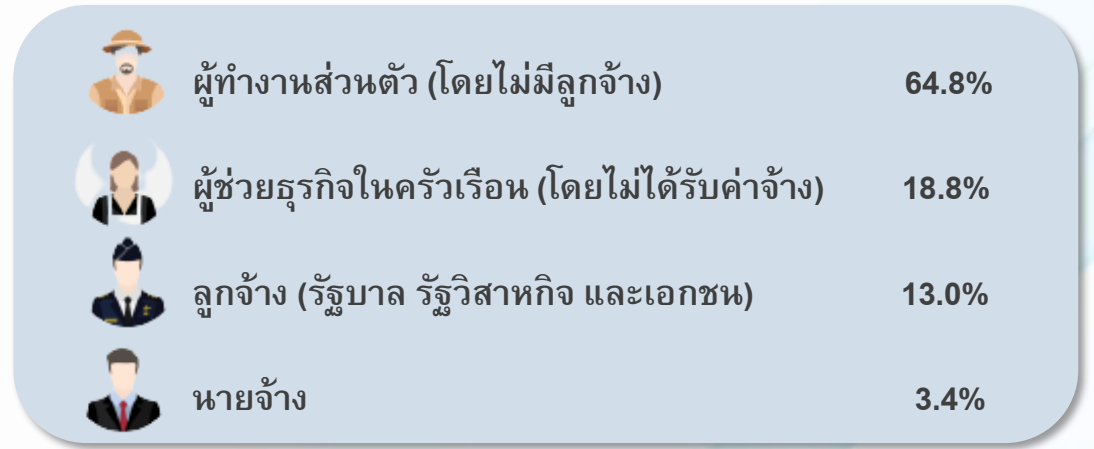 ผู้ทำงานส่วนตัว (โดยไม่มีลูกจ้าง) 64.8%
ผู้ช่วยธุรกิจในครัวเรือน (โดยไม่ได้รับค่าจ้าง) 18.8%
ลูกจ้าง (รัฐบาล รัฐวิสาหกิจ และเอกชน) 13.0%
นายจ้าง 3.4%